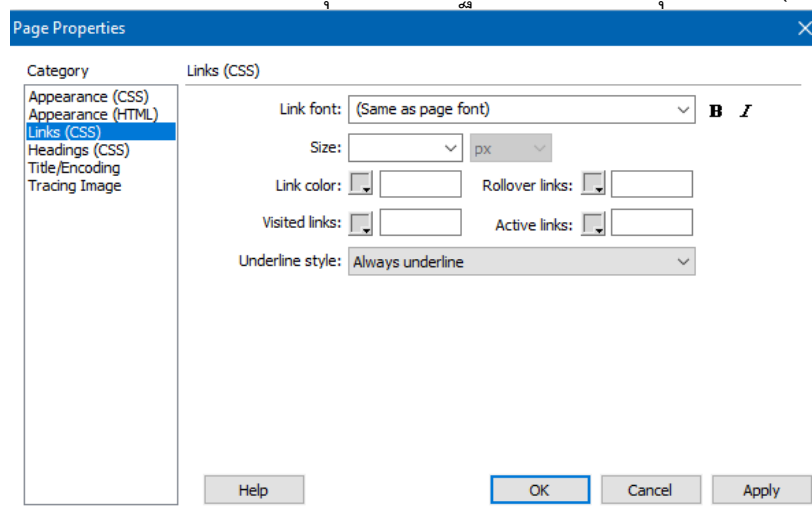 Page Properties
Category
Links (CSS)
Appearance (CSS)
Appearance (HTML)
Links (CSS)
Headings (CSS)
Title/Encoding
Tracing Image
Link font: (Same as page font) B I
Size: px
Link color: Rollover links:
Visited links: Active links:
Underline style: Always underline
Help OK Cancel Apply